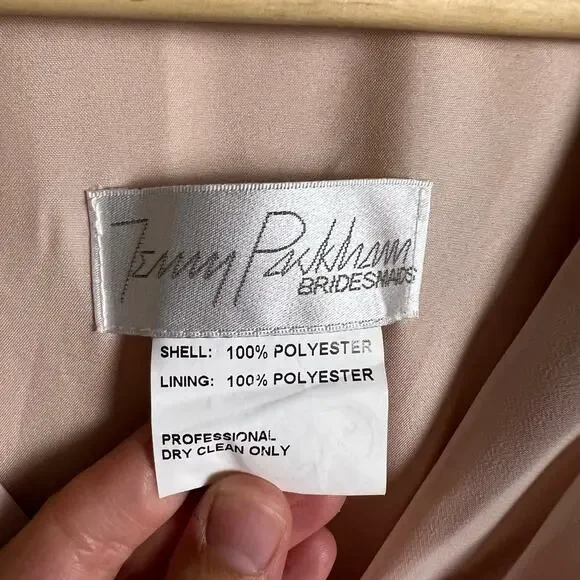 Jenny Packham
BRIDESMAIDS
SHELL: 100% POLYESTER
LINING: 100% POLYESTER
PROFESSIONAL
DRY CLEAN ONLY